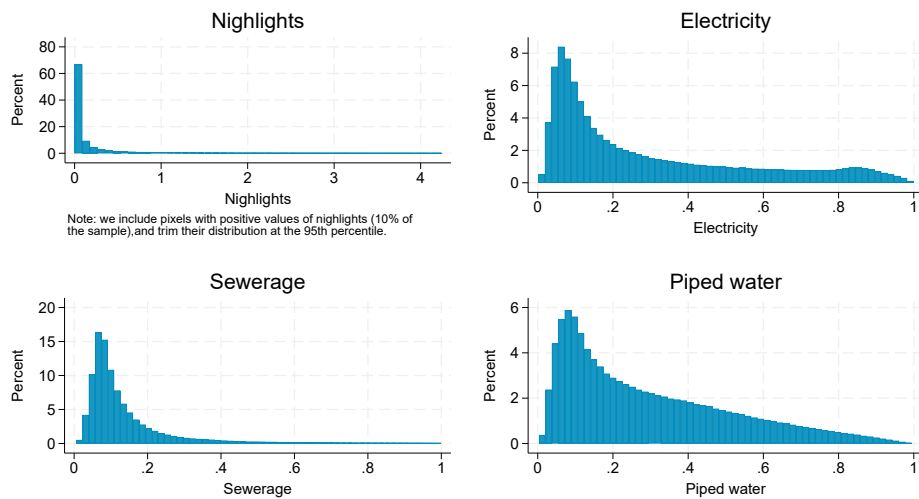 Nighlights
Percent
80
60
40
20
0
0 1 2 3 4
Nighlights
Note: we include pixels with positive values of nighlights (10% of
the sample),and trim their distribution at the 95th percentile.
Electricity
Percent
8
6
4
2
0
0 .2 .4 .6 .8 1
Electricity
Sewerage
Percent
20
15
10
5
0
0 .2 .4 .6 .8 1
Sewerage
Piped water
Percent
6
4
2
0
0 .2 .4 .6 .8 1
Piped water